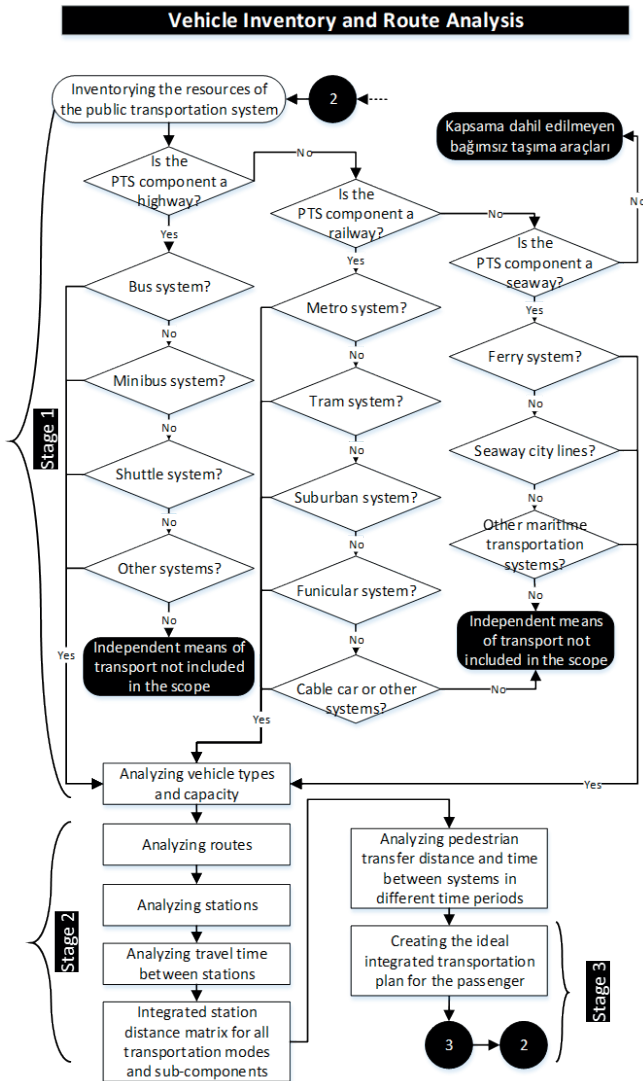 Vehicle Inventory and Route Analysis
Inventorying the resources of
the public transportation system
2
Kapsama dahil edilmeyen
bağımsız taşıma araçları
Is the
PTS component a
highway?
No
Is the
PTS component a
railway?
No
Is the
PTS component a
seaway?
No
Yes
Yes
Yes
Bus system?
Metro system?
Ferry system?
No
No
No
Minibus system?
Tram system?
Seaway city lines?
No
No
No
Shuttle system?
Suburban system?
Other maritime
transportation
systems?
No
No
No
Other systems?
Funicular system?
No
No
Independent means of
transport not included
in the scope
Independent means
of transport not
included in the scope
Cable car or other
systems?
No
Yes
Yes
Yes
Stage 1
Analyzing vehicle types
and capacity
Analyzing routes
Analyzing stations
Analyzing travel time
between stations
Integrated station
distance matrix for all
transportation modes
and sub-components
Stage 2
Analyzing pedestrian
transfer distance and time
between systems in
different time periods
Creating the ideal
integrated transportation
plan for the passenger
3
2
Stage 3